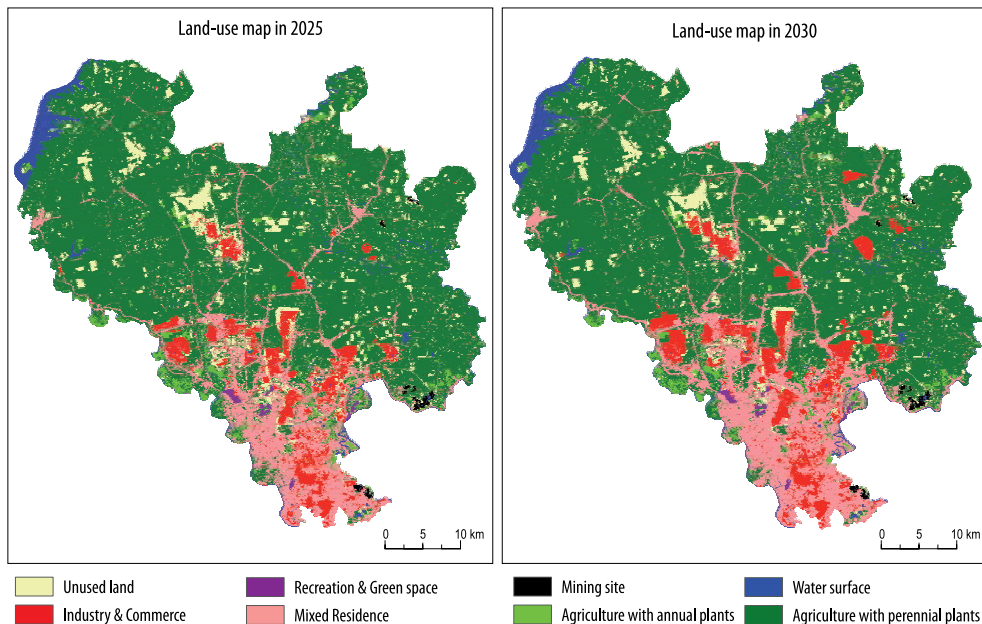 Land-use map in 2025
Land-use map in 2030
0 5 10 km
0 5 10 km
Unused land
Recreation & Green space
Mining site
Water surface
Industry & Commerce
Mixed Residence
Agriculture with annual plants
Agriculture with perennial plants